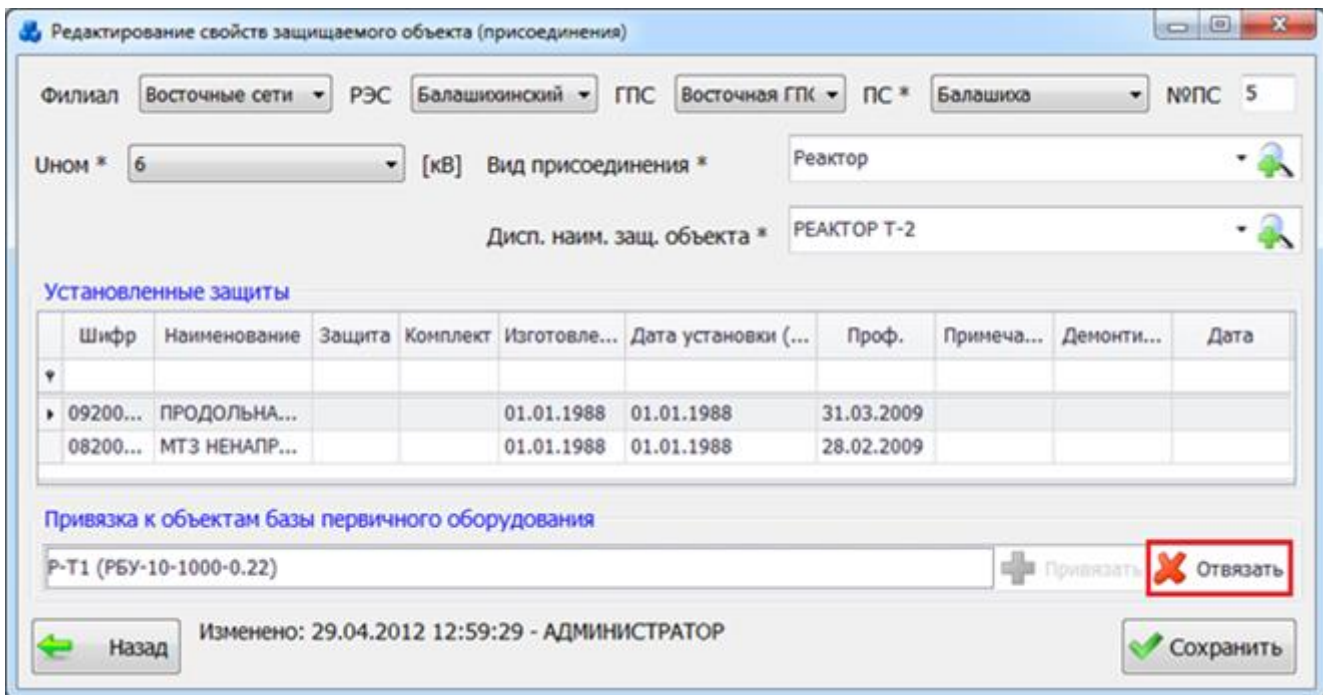 Редактирование свойств защищаемого объекта (присоединения)
Филиал Восточные сети РЭС Балашихинский ГПС Восточная ГПС ПС * Балашиха №ПС 5
Uном * 6 [кВ] Вид присоединения * Реактор
Дисп. наим. защ. объекта * РЕАКТОР Т-2
Установленные защиты
Шифр Наименование Защита Комплект Изготовле... Дата установки (... Проф. Примеча... Демонти... Дата
09200... ПРОДОЛЬНА... 01.01.1988 01.01.1988 31.03.2009
08200... МТЗ НЕНАПР... 01.01.1988 01.01.1988 28.02.2009
Привязка к объектам базы первичного оборудования
Р-Т1 (РБУ-10-1000-0.22) Привязать Отвязать
Назад Изменено: 29.04.2012 12:59:29 - АДМИНИСТРАТОР Сохранить